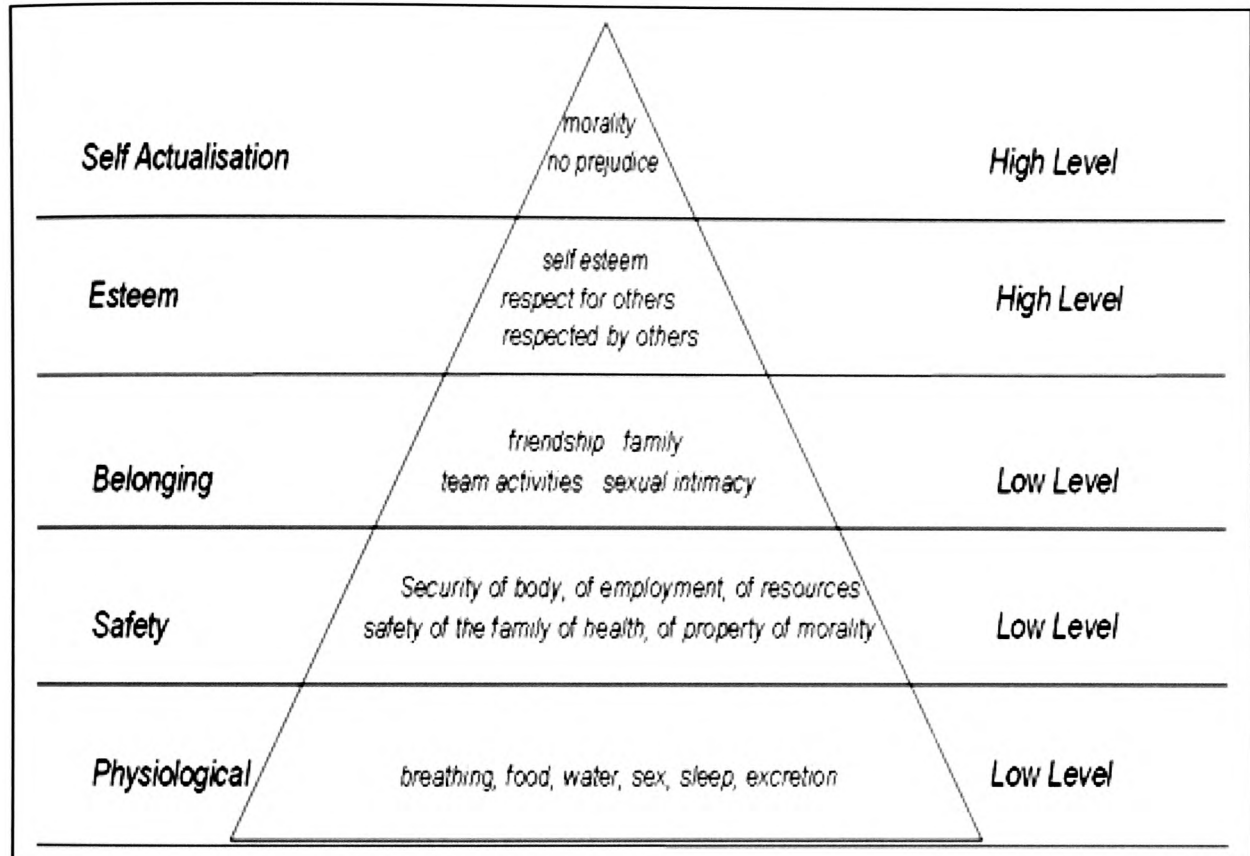 morality
Self Actualisation no prejudice High Level
self esteem
Esteem respect for others High Level
respected by others
friendship family
Belonging team activities sexual intimacy Low Level
Security of body, of employment, of resources
Safety safety of the family of health, of property of morality Low Level
Physiological breathing, food, water, sex, sleep, excretion Low Level